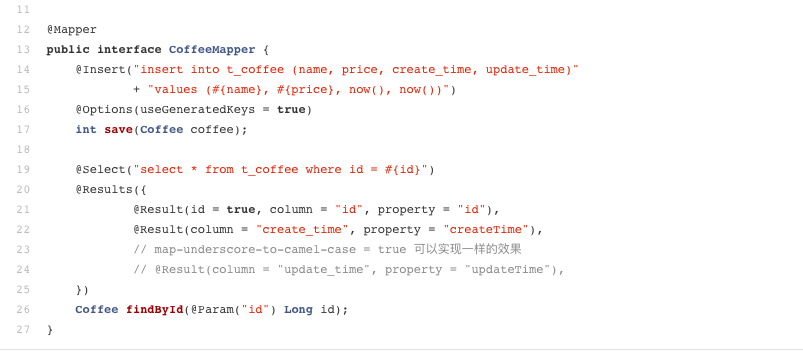 11
12 @Mapper
13 public interface CoffeeMapper {
14     @Insert("insert into t_coffee (name, price, create_time, update_time)"
15             + "values (#{name}, #{price}, now(), now())")
16     @Options(useGeneratedKeys = true)
17     int save(Coffee coffee);
18
19     @Select("select * from t_coffee where id = #{id}")
20     @Results({
21             @Result(id = true, column = "id", property = "id"),
22             @Result(column = "create_time", property = "createTime"),
23             // map-underscore-to-camel-case = true 可以实现一样的效果
24             // @Result(column = "update_time", property = "updateTime"),
25     })
26     Coffee findById(@Param("id") Long id);
27 }